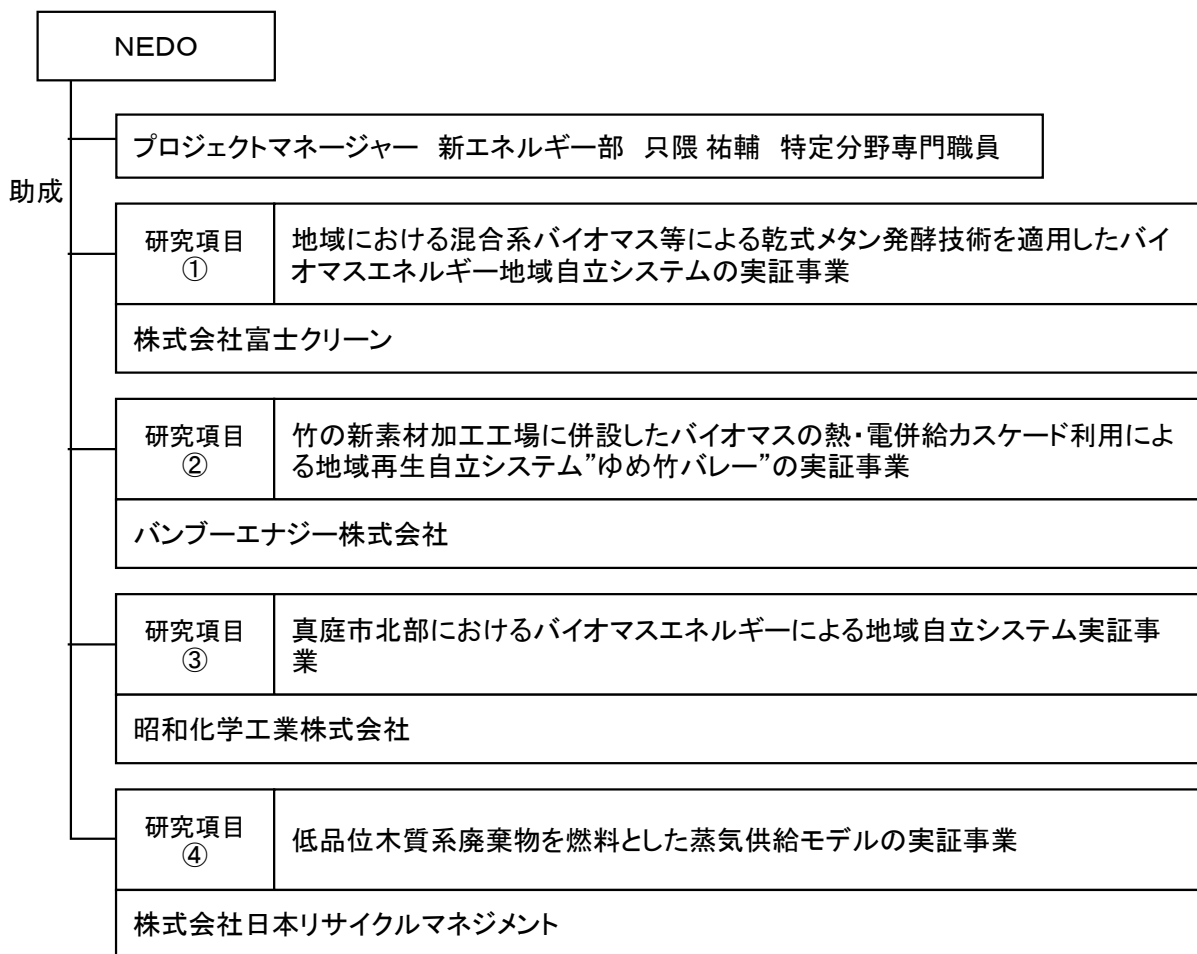 NEDO
プロジェクトマネージャー　新エネルギー部　只隈 祐輔　特定分野専門職員
助成
研究項目
①
地域における混合系バイオマス等による乾式メタン発酵技術を適用したバイ
オマスエネルギー地域自立システムの実証事業
株式会社富士クリーン
研究項目
②
竹の新素材加工工場に併設したバイオマスの熱・電併給カスケード利用によ
る地域再生自立システム”ゆめ竹バレー”の実証事業
バンブーエナジー株式会社
研究項目
③
真庭市北部におけるバイオマスエネルギーによる地域自立システム実証事
業
昭和化学工業株式会社
研究項目
④
低品位木質系廃棄物を燃料とした蒸気供給モデルの実証事業
株式会社日本リサイクルマネジメント